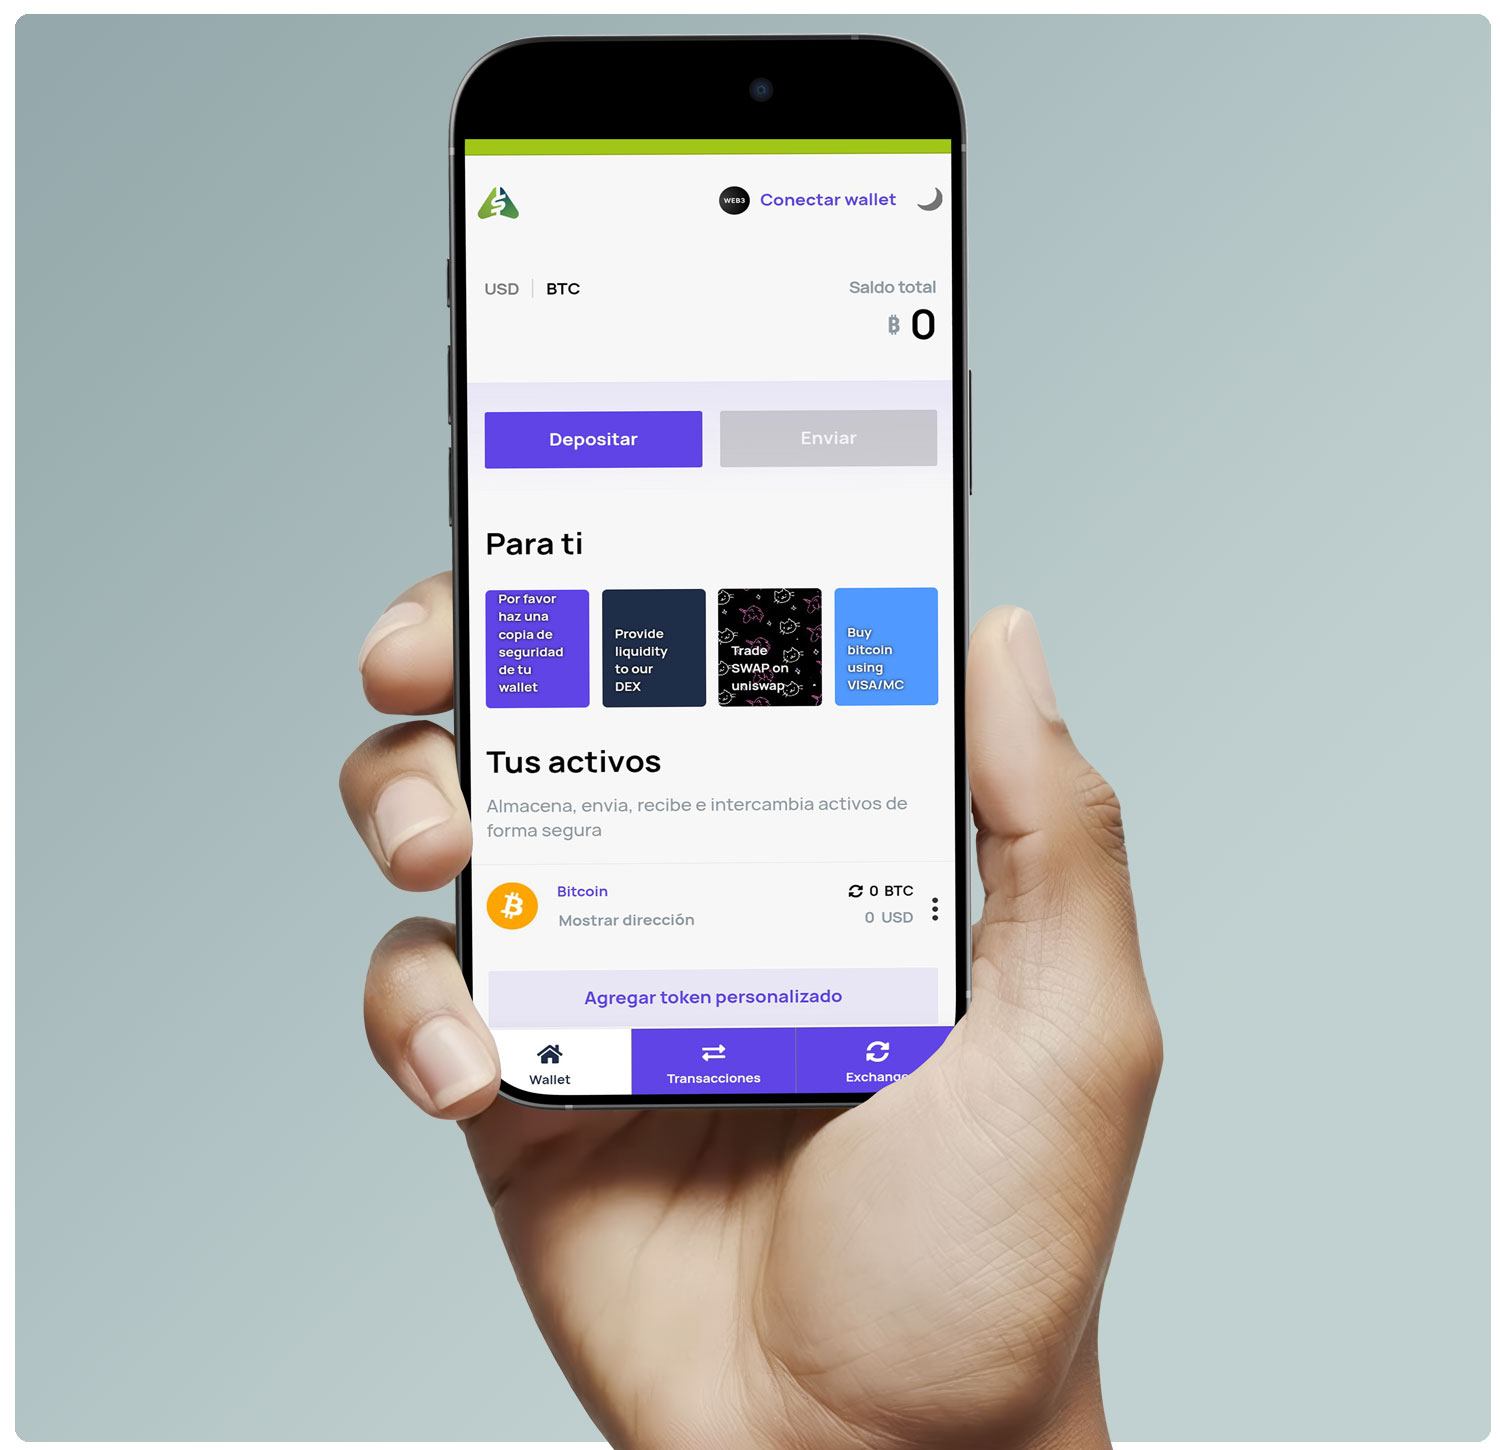 WEB3 Conectar wallet
USD BTC
Saldo total
0
Depositar
Enviar
Para ti
Por favor
haz una
copia de
seguridad
de tu
wallet
Provide
liquidity
to our
DEX
Trade
SWAP on
uniswap
Buy
bitcoin
using
VISA/MC
Tus activos
Almacena, envia, recibe e intercambia activos de
forma segura
Bitcoin
0 BTC
Mostrar dirección
0 USD
Agregar token personalizado
Wallet
Transacciones
Exchange